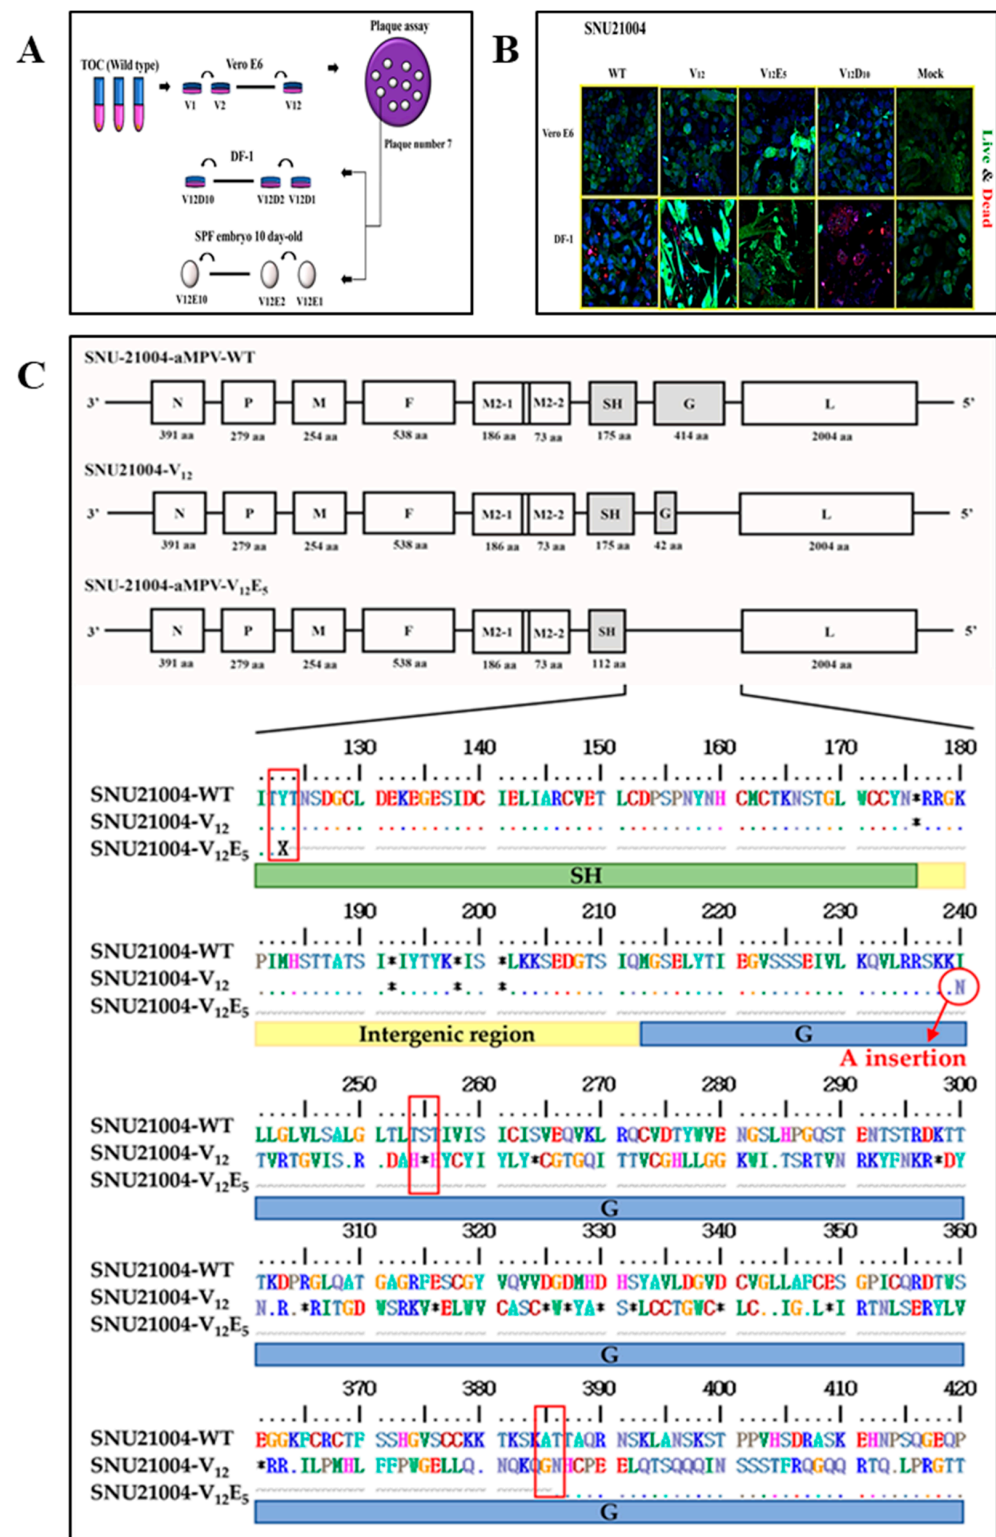 A
TOC (Wild type)
Vero E6
V1 V2 V12
Plaque assay
Plaque number 7
DF-1
V12D10 V12D2 V12D1
SPF embryo 10 day-old
V12E10 V12E2 V12E1
B
SNU21004
WT V12 V12E5 V12D10 Mock
Vero E6
DF-1
Live & Dead
C
SNU-21004-aMPV-WT
3' N P M F M2-1 M2-2 SH G L 5'
391 aa 279 aa 254 aa 538 aa 186 aa 73 aa 175 aa 414 aa 2004 aa
SNU21004-V12
3' N P M F M2-1 M2-2 SH G L 5'
391 aa 279 aa 254 aa 538 aa 186 aa 73 aa 175 aa 42 aa 2004 aa
SNU-21004-aMPV-V12E5
3' N P M F M2-1 M2-2 SH L 5'
391 aa 279 aa 254 aa 538 aa 186 aa 73 aa 112 aa 2004 aa
130 140 150 160 170 180
SNU21004-WT ITYTNSDGCL DEKEGESIDC IELIARCVET LCDPSPNYNH CMCTKNSTGL WCCYN*RRGK
SNU21004-V12 *
SNU21004-V12E5 X
SH
190 200 210 220 230 240
SNU21004-WT PIMHSTTATS I*IYTYK*IS *LKKSEDGTS IQMGSELYTI EGVSSSEIVL KQVLRRSKKI
SNU21004-V12 * * * N
SNU21004-V12E5
Intergenic region G
A insertion
250 260 270 280 290 300
SNU21004-WT LLGLVLSALG LTLTSTIVIS ICISVEQVKL RQCVDTYWVE NGSLHPGQST ENTSTRDKTT
SNU21004-V12 TVRTGVIS.R .DAH*HYCYI YLY*CGTGQI TTVCGHLLGG KWI.TSRTVN RKYFNKR*DY
SNU21004-V12E5
G
310 320 330 340 350 360
SNU21004-WT TKDPRGLQAT GAGRFESCGY VQVVDGDMHD HSYAVLDGVD CVGLLAFCES GPICQRDTWS
SNU21004-V12 N.R.*RITGD WSRKV*ELWV CASC*W*YA* S*LCCTGWC* LC..IG.L*I RTNLSERYLV
SNU21004-V12E5
G
370 380 390 400 410 420
SNU21004-WT EGGKFCRCTF SSHGVSCCKK TKSKATTAQR NSKLANSKST PPVHSDRASK EHNPSQGEQP
SNU21004-V12 *RR.ILPMHL FFPWGELLQ. NQKQGNHCPE ELQTSQQQIN SSSTFRQGQQ RTQ.LPRGTT
SNU21004-V12E5
G